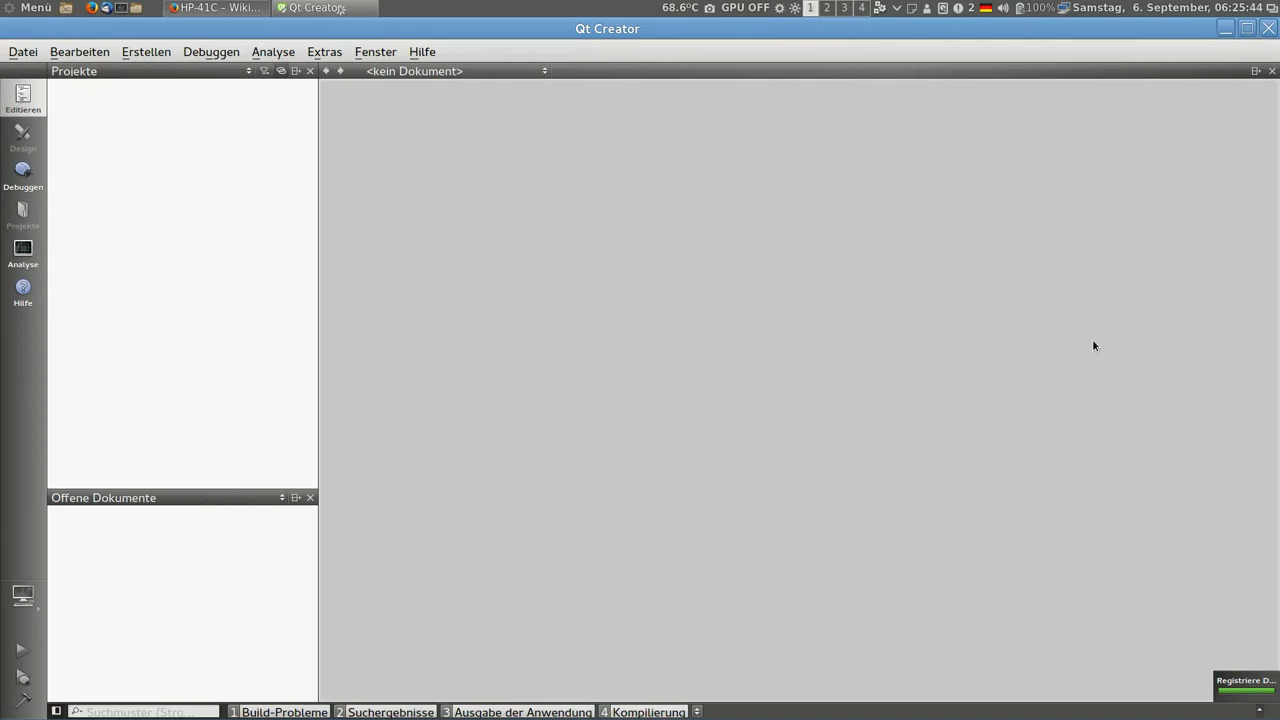 Menü HP-41C – Wiki... Qt Creator 68.6°C GPU OFF 1 2 3 4 2 100% Samstag, 6. September, 06:25:44
Qt Creator
Datei Bearbeiten Erstellen Debuggen Analyse Extras Fenster Hilfe
Projekte <kein Dokument>
Editieren
Design
Debuggen
Projekte
Analyse
Hilfe
Offene Dokumente
Registriere D...
Suchmuster (Strg... 1 Build-Probleme 2 Suchergebnisse 3 Ausgabe der Anwendung 4 Kompilierung